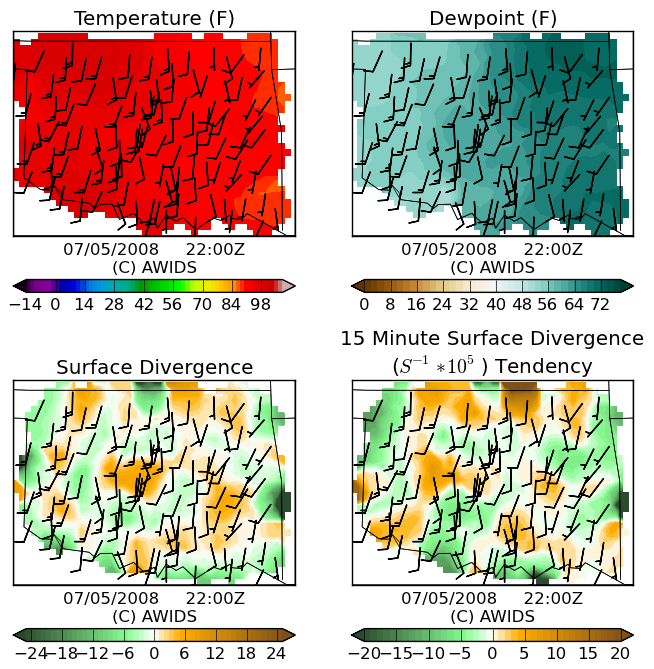 Temperature (F)
Dewpoint (F)
07/05/2008 22:00Z
(C) AWIDS
07/05/2008 22:00Z
(C) AWIDS
−14 0 14 28 42 56 70 84 98
0 8 16 24 32 40 48 56 64 72
Surface Divergence
15 Minute Surface Divergence
(S⁻¹ *10⁵ ) Tendency
07/05/2008 22:00Z
(C) AWIDS
07/05/2008 22:00Z
(C) AWIDS
−24 −18 −12 −6 0 6 12 18 24
−20 −15 −10 −5 0 5 10 15 20